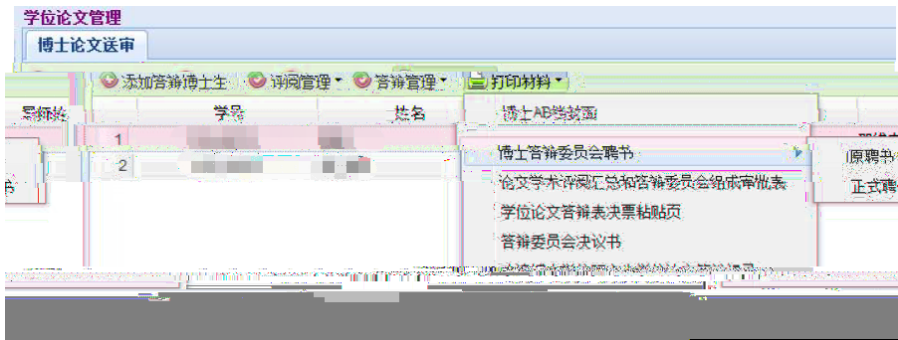 学位论文管理
博士论文送审
添加答辩博士生 评阅管理 答辩管理 打印材料
学号 姓名 博士AB档封面
1
博士答辩委员会聘书 原聘书
2
论文学术评阅汇总和答辩委员会组成审批表 正式聘
书
学位论文答辩表决票粘贴页
答辩委员会决议书